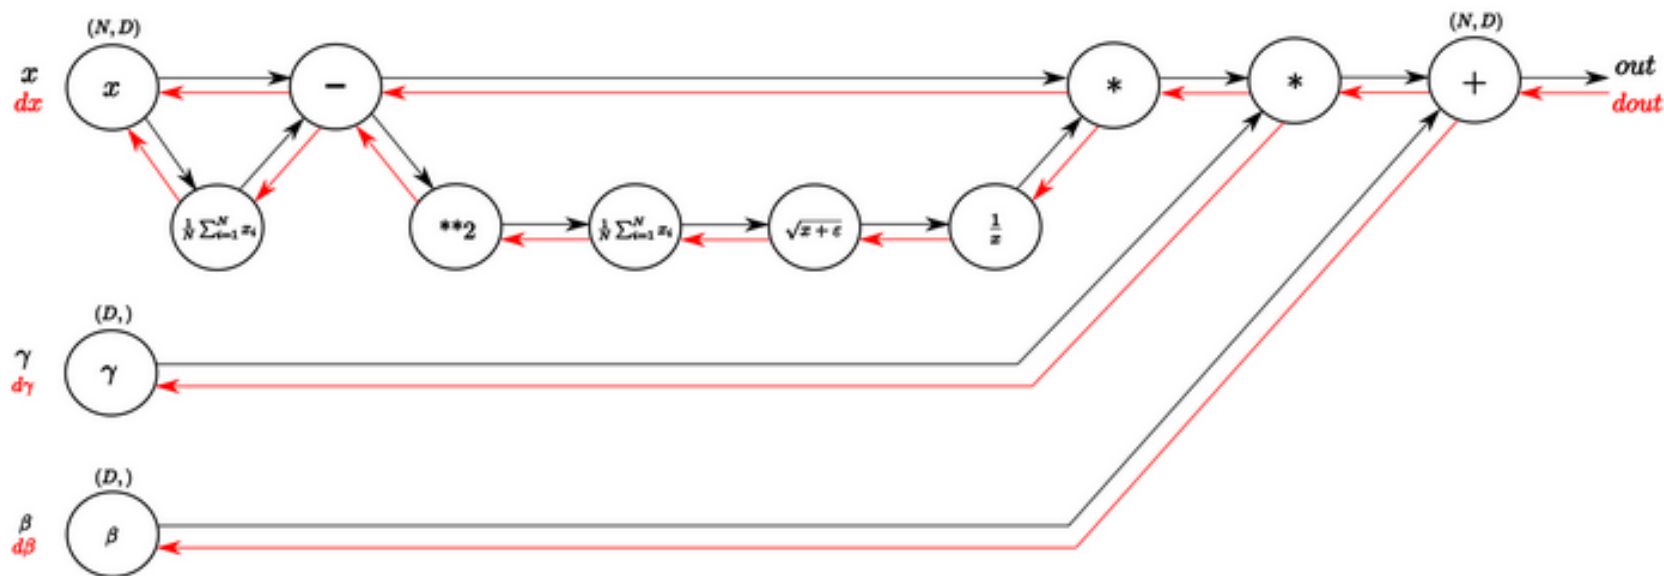 (N, D)
(N, D)
x
dx
x
−
*
*
+
out
dout
1/N ∑_{i=1}^{N} x_i
**2
1/N ∑_{i=1}^{N} x_i
√(x + ε)
1/x
(D,)
γ
dγ
γ
(D,)
β
dβ
β